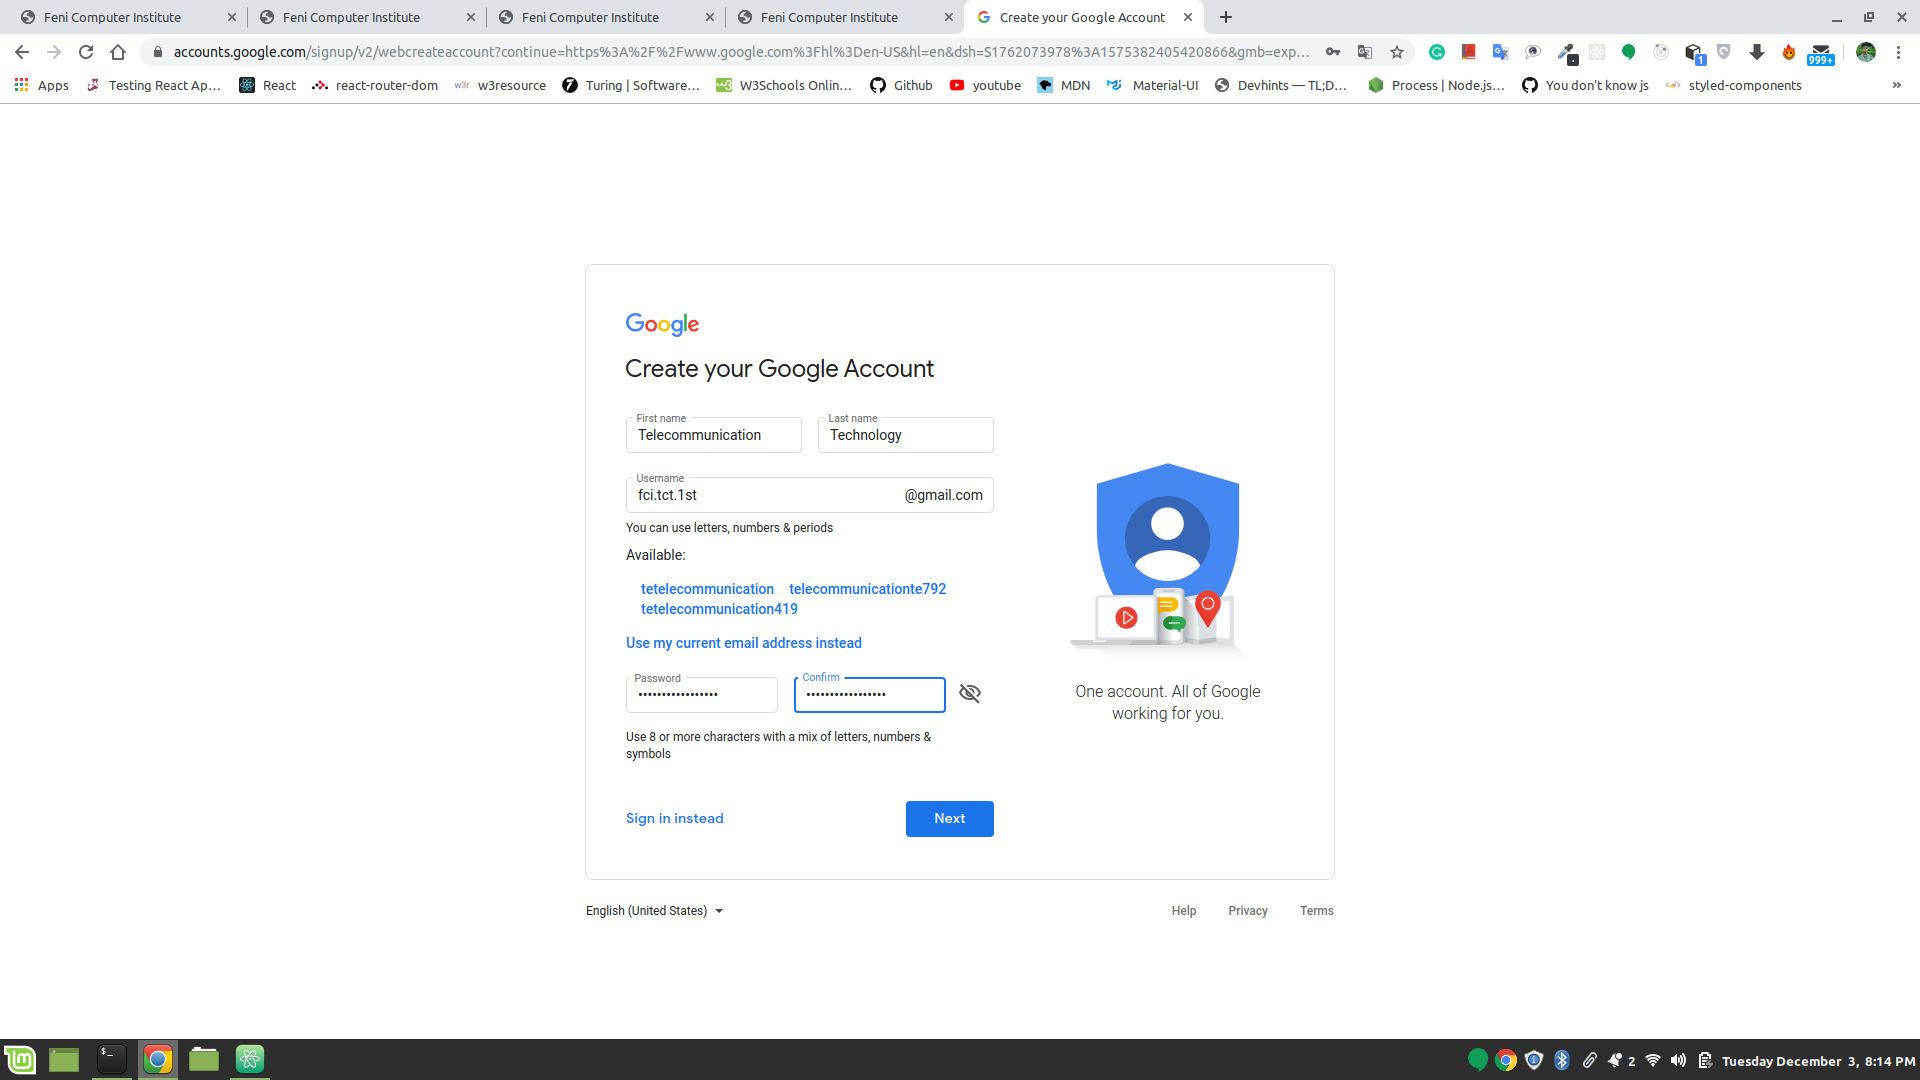 Feni Computer Institute
Feni Computer Institute
Feni Computer Institute
Feni Computer Institute
Create your Google Account
accounts.google.com/signup/v2/webcreateaccount?continue=https%3A%2F%2Fwww.google.com%3Fhl%3Den-US&hl=en&dsh=S1762073978%3A1575382405420866&gmb=exp...
1
999+
Apps
Testing React Ap...
React
react-router-dom
w3r
w3resource
Turing | Software...
W3Schools Onlin...
Github
youtube
MDN
Material-UI
Devhints — TL;D...
Process | Node.js...
You don't know js
styled-components
»
Google
Create your Google Account
First name
Telecommunication
Last name
Technology
Username
fci.tct.1st
@gmail.com
You can use letters, numbers & periods
Available:
tetelecommunication
telecommunicationte792
tetelecommunication419
Use my current email address instead
Password
Confirm
Use 8 or more characters with a mix of letters, numbers &
symbols
Sign in instead
Next
One account. All of Google
working for you.
English (United States)
Help
Privacy
Terms
2
Tuesday December 3, 8:14 PM